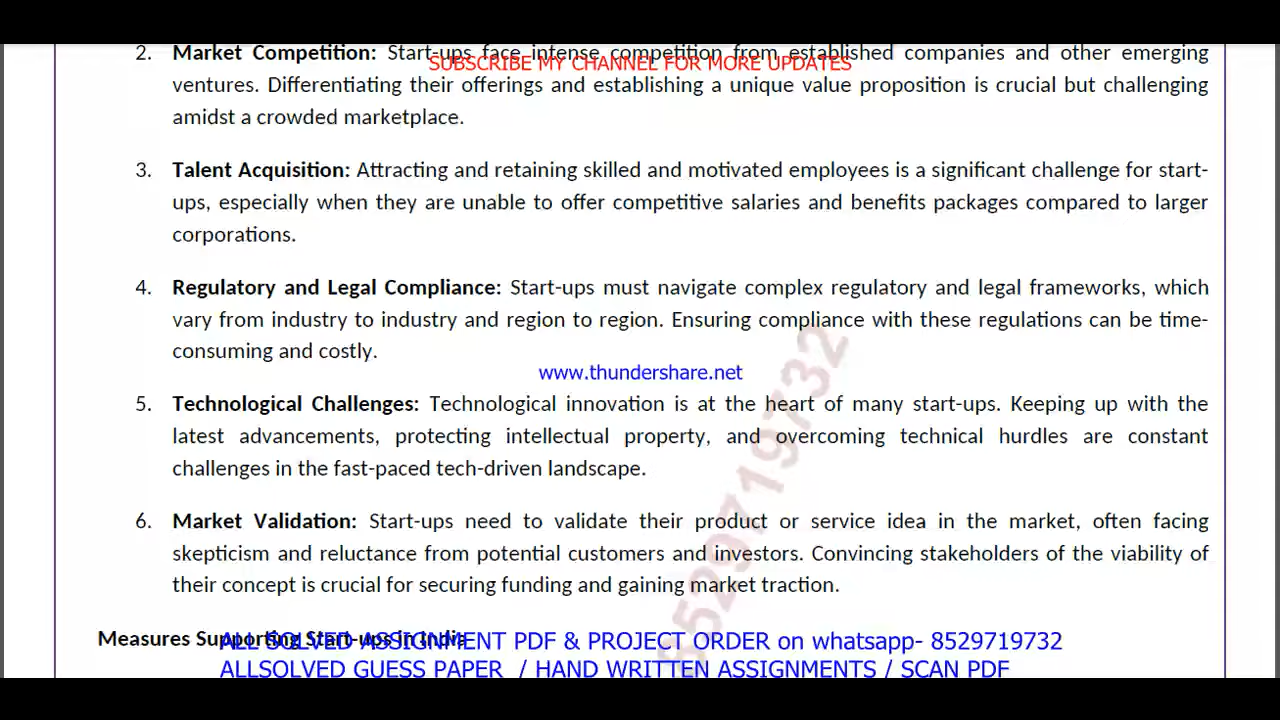 2. Market Competition: Start-ups face intense competition from established companies and other emerging
SUBSCRIBE MY CHANNEL FOR MORE UPDATES
ventures. Differentiating their offerings and establishing a unique value proposition is crucial but challenging
amidst a crowded marketplace.
3. Talent Acquisition: Attracting and retaining skilled and motivated employees is a significant challenge for start-
ups, especially when they are unable to offer competitive salaries and benefits packages compared to larger
corporations.
4. Regulatory and Legal Compliance: Start-ups must navigate complex regulatory and legal frameworks, which
vary from industry to industry and region to region. Ensuring compliance with these regulations can be time-
consuming and costly.
www.thundershare.net
5. Technological Challenges: Technological innovation is at the heart of many start-ups. Keeping up with the
latest advancements, protecting intellectual property, and overcoming technical hurdles are constant
challenges in the fast-paced tech-driven landscape.
6. Market Validation: Start-ups need to validate their product or service idea in the market, often facing
skepticism and reluctance from potential customers and investors. Convincing stakeholders of the viability of
their concept is crucial for securing funding and gaining market traction.
8529719732
Measures Supporting Start-ups in India
ALL SOLVED ASSIGNMENT PDF & PROJECT ORDER on whatsapp- 8529719732
ALLSOLVED GUESS PAPER / HAND WRITTEN ASSIGNMENTS / SCAN PDF